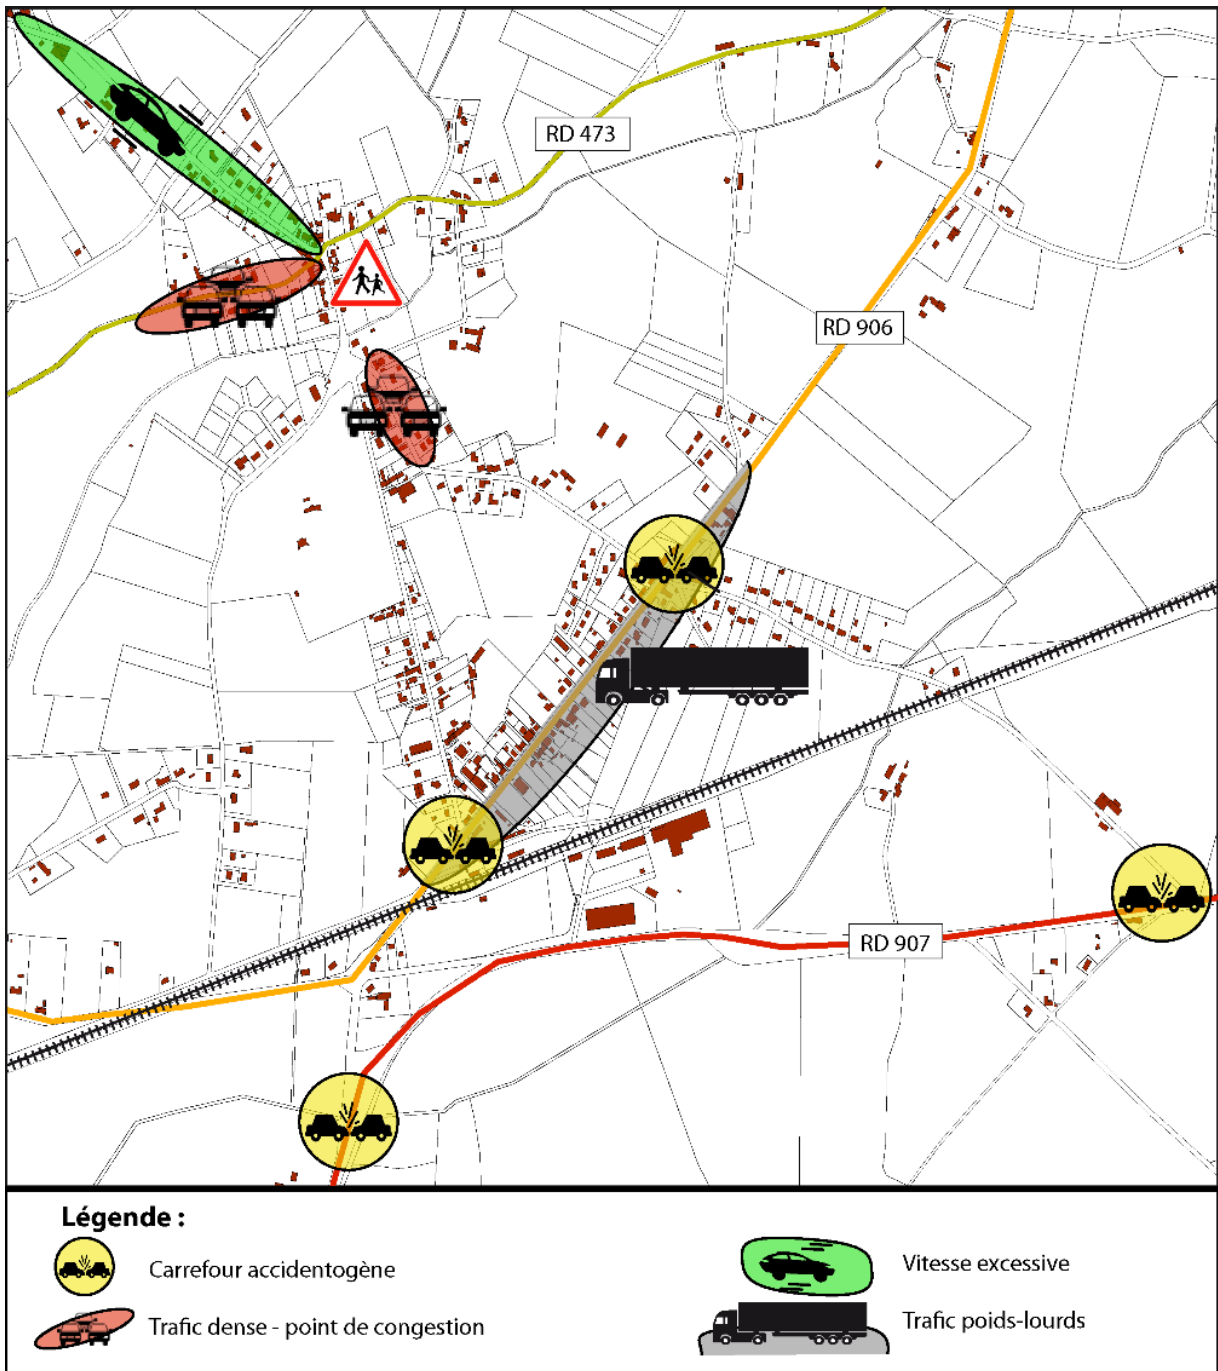 RD 473
RD 906
RD 907
Légende :
Carrefour accidentogène
Vitesse excessive
Trafic dense - point de congestion
Trafic poids-lourds